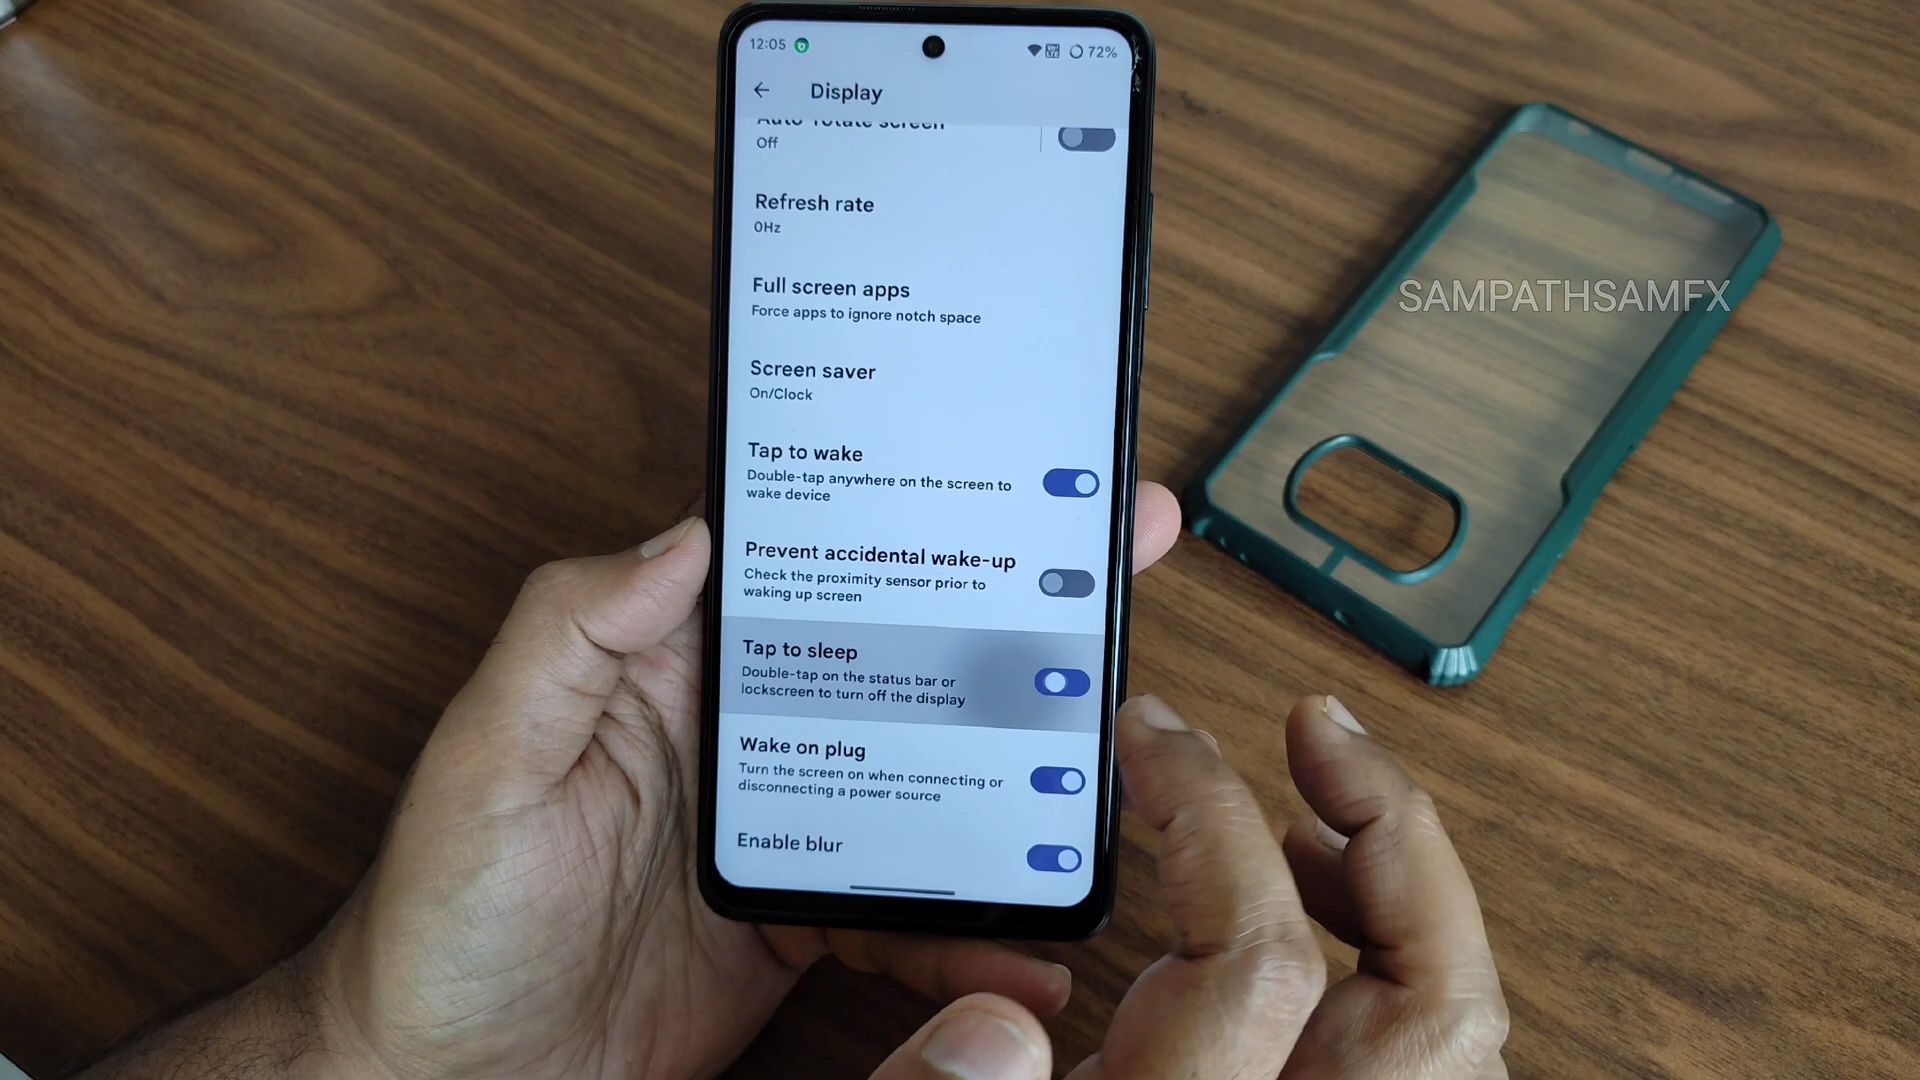 12:05
72%
Display
Auto-rotate screen
Off
Refresh rate
0Hz
Full screen apps
Force apps to ignore notch space
Screen saver
On/Clock
Tap to wake
Double-tap anywhere on the screen to
wake device
Prevent accidental wake-up
Check the proximity sensor prior to
waking up screen
Tap to sleep
Double-tap on the status bar or
lockscreen to turn off the display
Wake on plug
Turn the screen on when connecting or
disconnecting a power source
Enable blur
SAMPATHSAMFX